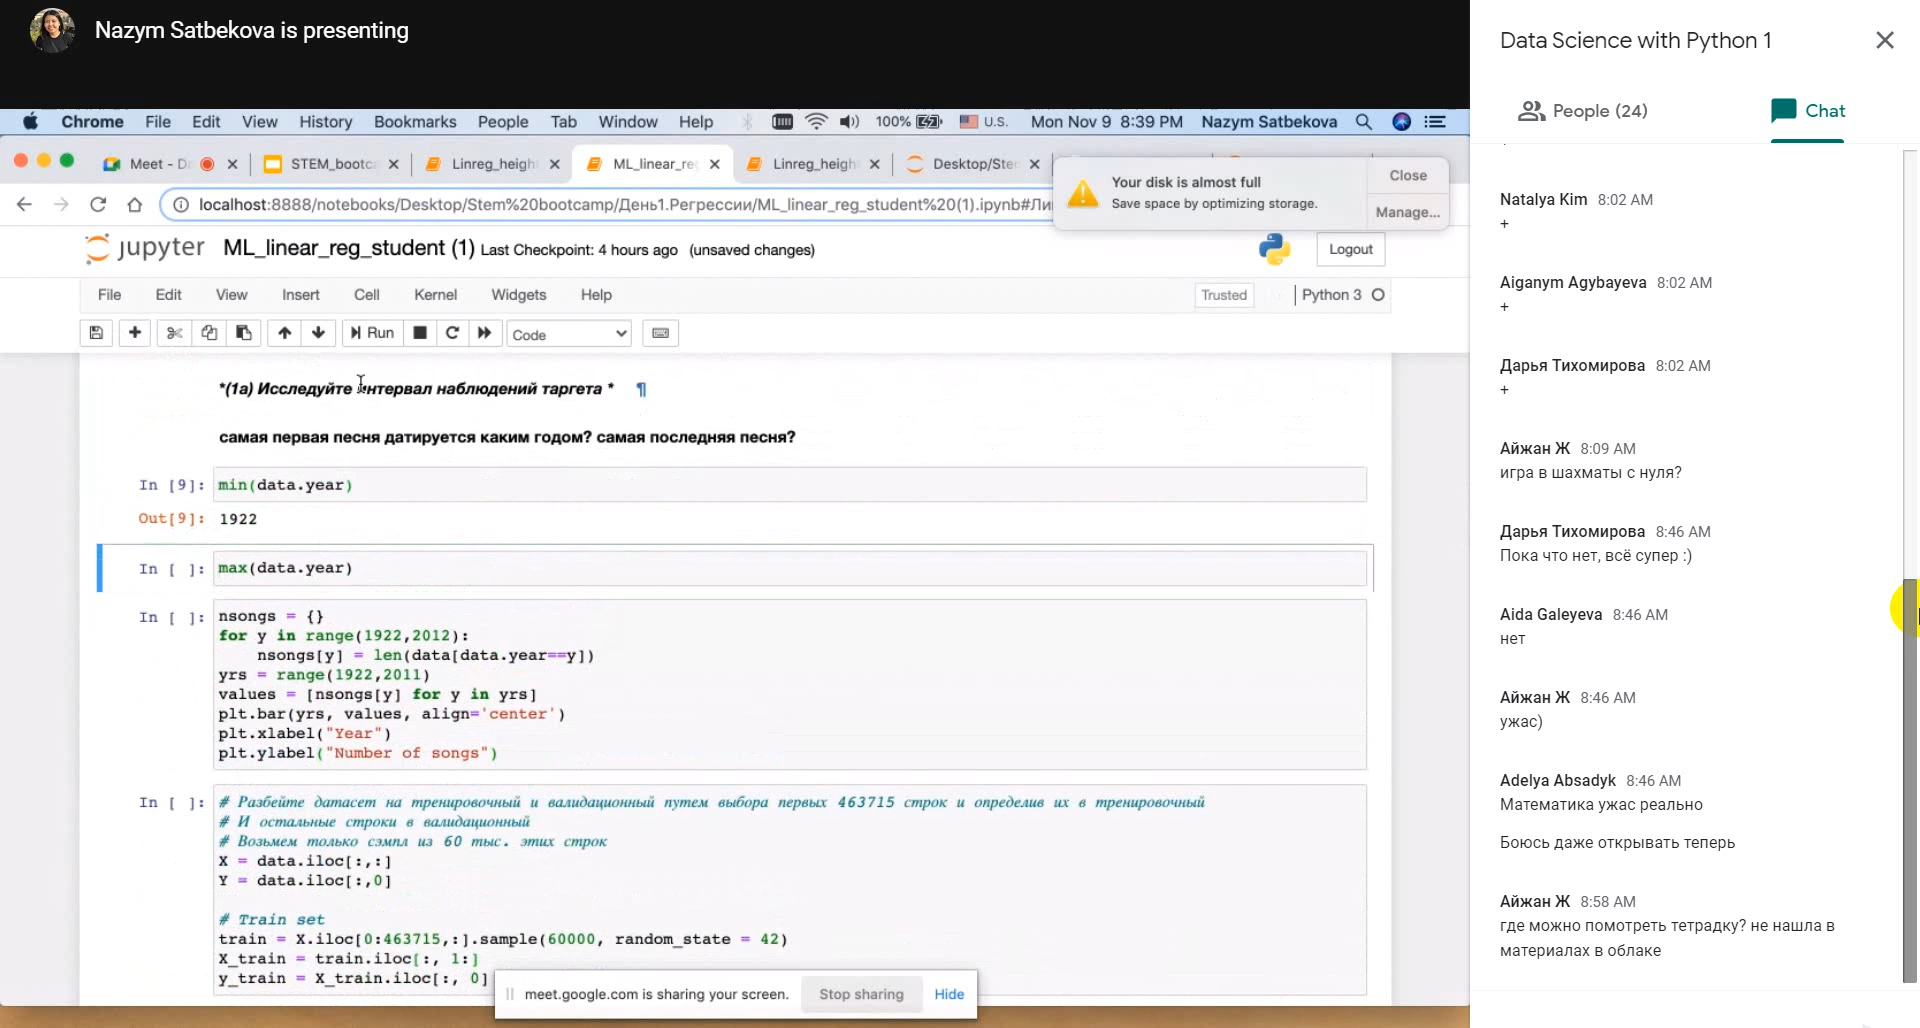 Nazym Satbekova is presenting
Chrome File Edit View History Bookmarks People Tab Window Help 100% U.S. Mon Nov 9 8:39 PM Nazym Satbekova
Meet - D STEM_bootc Linreg_heigh ML_linear_re Linreg_heigh Desktop/Ste
localhost:8888/notebooks/Desktop/Stem%20bootcamp/День1.Регрессии/ML_linear_reg_student%20(1).ipynb#Ли
Your disk is almost full
Save space by optimizing storage.
Close
Manage...
jupyter ML_linear_reg_student (1) Last Checkpoint: 4 hours ago (unsaved changes)
Logout
File Edit View Insert Cell Kernel Widgets Help
Trusted Python 3
Run Code
*(1а) Исследуйте интервал наблюдений таргета * ¶
самая первая песня датируется каким годом? самая последняя песня?
In [9]: min(data.year)
Out[9]: 1922
In [ ]: max(data.year)
In [ ]: nsongs = {}
for y in range(1922,2012):
nsongs[y] = len(data[data.year==y])
yrs = range(1922,2011)
values = [nsongs[y] for y in yrs]
plt.bar(yrs, values, align='center')
plt.xlabel("Year")
plt.ylabel("Number of songs")
In [ ]: # Разбейте датасет на тренировочный и валидационный путем выбора первых 463715 строк и определив их в тренировочный
# И остальные строки в валидационный
# Возьмем только сэмпл из 60 тыс. этих строк
X = data.iloc[:,:]
Y = data.iloc[:,0]
# Train set
train = X.iloc[0:463715,:].sample(60000, random_state = 42)
X_train = train.iloc[:, 1:]
y_train = X_train.iloc[:, 0]
meet.google.com is sharing your screen. Stop sharing Hide
Data Science with Python 1
People (24) Chat
Natalya Kim 8:02 AM
+
Aiganym Agybayeva 8:02 AM
+
Дарья Тихомирова 8:02 AM
+
Айжан Ж 8:09 AM
игра в шахматы с нуля?
Дарья Тихомирова 8:46 AM
Пока что нет, всё супер :)
Aida Galeyeva 8:46 AM
нет
Айжан Ж 8:46 AM
ужас)
Adelya Absadyk 8:46 AM
Математика ужас реально
Боюсь даже открывать теперь
Айжан Ж 8:58 AM
где можно помотреть тетрадку? не нашла в
материалах в облаке